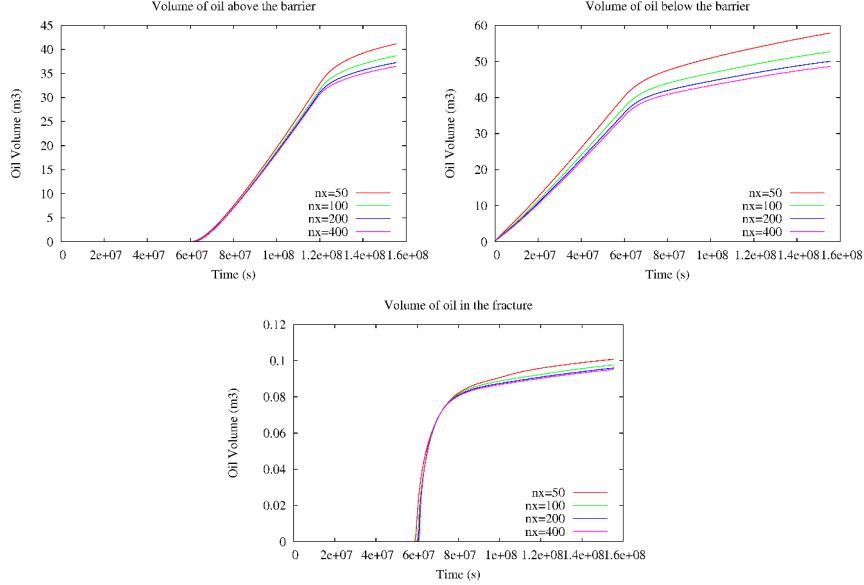 Volume of oil above the barrier
Oil Volume (m3)
45
40
35
30
25
20
15
10
5
0
nx=50
nx=100
nx=200
nx=400
0 2e+07 4e+07 6e+07 8e+07 1e+08 1.2e+08 1.4e+08 1.6e+08
Time (s)
Volume of oil below the barrier
Oil Volume (m3)
60
50
40
30
20
10
0
nx=50
nx=100
nx=200
nx=400
0 2e+07 4e+07 6e+07 8e+07 1e+08 1.2e+08 1.4e+08 1.6e+08
Time (s)
Volume of oil in the fracture
Oil Volume (m3)
0.12
0.1
0.08
0.06
0.04
0.02
0
nx=50
nx=100
nx=200
nx=400
0 2e+07 4e+07 6e+07 8e+07 1e+08 1.2e+08 1.4e+08 1.6e+08
Time (s)